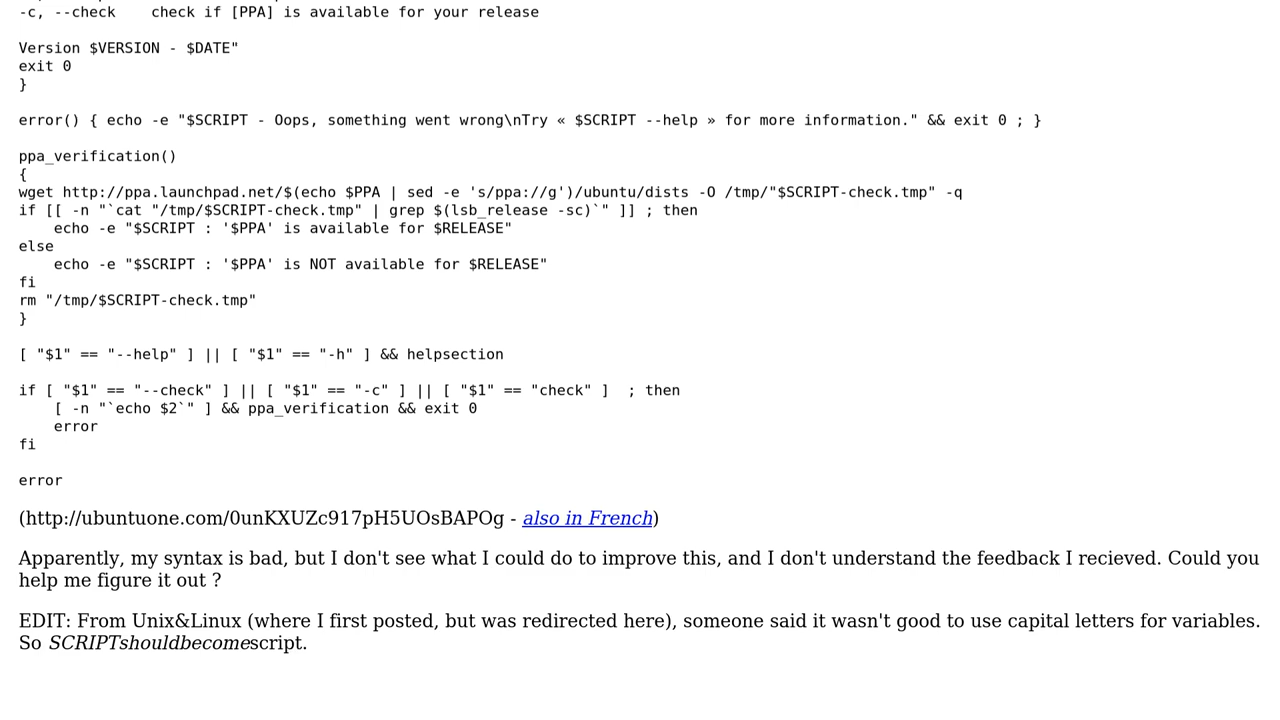 -c, --check    check if [PPA] is available for your release
Version $VERSION - $DATE"
exit 0
}
error() { echo -e "$SCRIPT - Oops, something went wrong\nTry « $SCRIPT --help » for more information." && exit 0 ; }
ppa_verification()
{
wget http://ppa.launchpad.net/$(echo $PPA | sed -e 's/ppa://g')/ubuntu/dists -O /tmp/"$SCRIPT-check.tmp" -q
if [[ -n "`cat "/tmp/$SCRIPT-check.tmp" | grep $(lsb_release -sc)`" ]] ; then
    echo -e "$SCRIPT : '$PPA' is available for $RELEASE"
else
    echo -e "$SCRIPT : '$PPA' is NOT available for $RELEASE"
fi
rm "/tmp/$SCRIPT-check.tmp"
}
[ "$1" == "--help" ] || [ "$1" == "-h" ] && helpsection
if [ "$1" == "--check" ] || [ "$1" == "-c" ] || [ "$1" == "check" ]  ; then
    [ -n "`echo $2`" ] && ppa_verification && exit 0
    error
fi
error
(http://ubuntuone.com/0unKXUZc917pH5UOsBAPOg - also in French)
Apparently, my syntax is bad, but I don't see what I could do to improve this, and I don't understand the feedback I recieved. Could you
help me figure it out ?
EDIT: From Unix&Linux (where I first posted, but was redirected here), someone said it wasn't good to use capital letters for variables.
So SCRIPTshouldbecomescript.